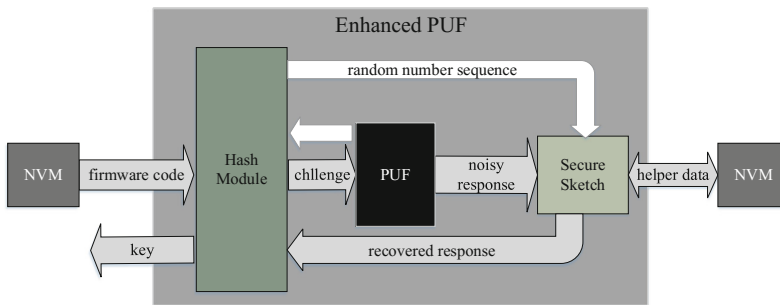 Enhanced PUF
random number sequence
NVM
firmware code
Hash
Module
chllenge
PUF
noisy
response
Secure
Sketch
helper data
NVM
key
recovered response